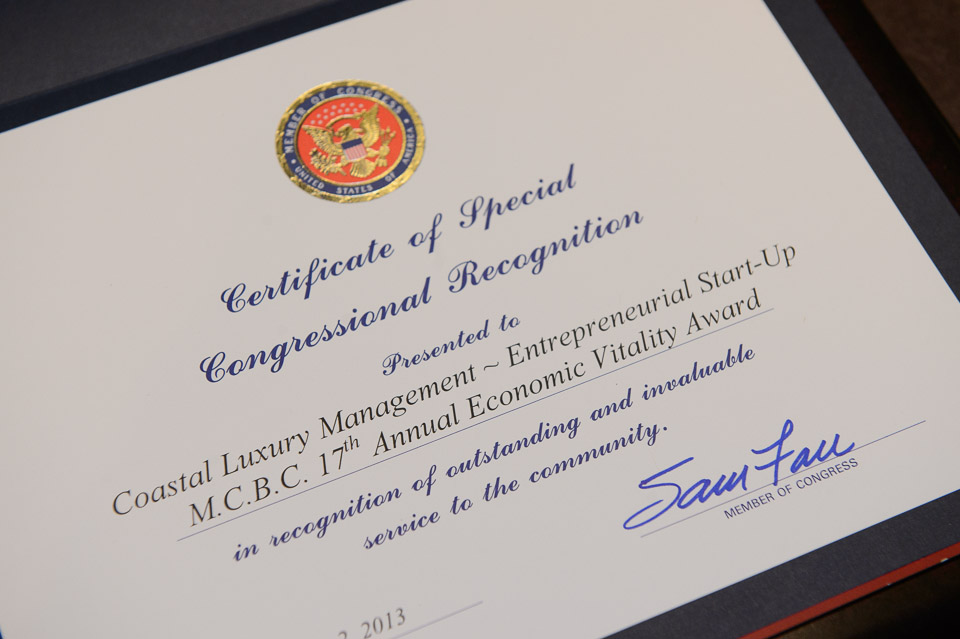 MEMBER OF CONGRESS
UNITED STATES OF AMERICA
Certificate of Special
Congressional Recognition
Presented to
Coastal Luxury Management ~ Entrepreneurial Start-Up
M.C.B.C. 17th Annual Economic Vitality Award
in recognition of outstanding and invaluable
service to the community.
Sam Farr
MEMBER OF CONGRESS
2, 2013